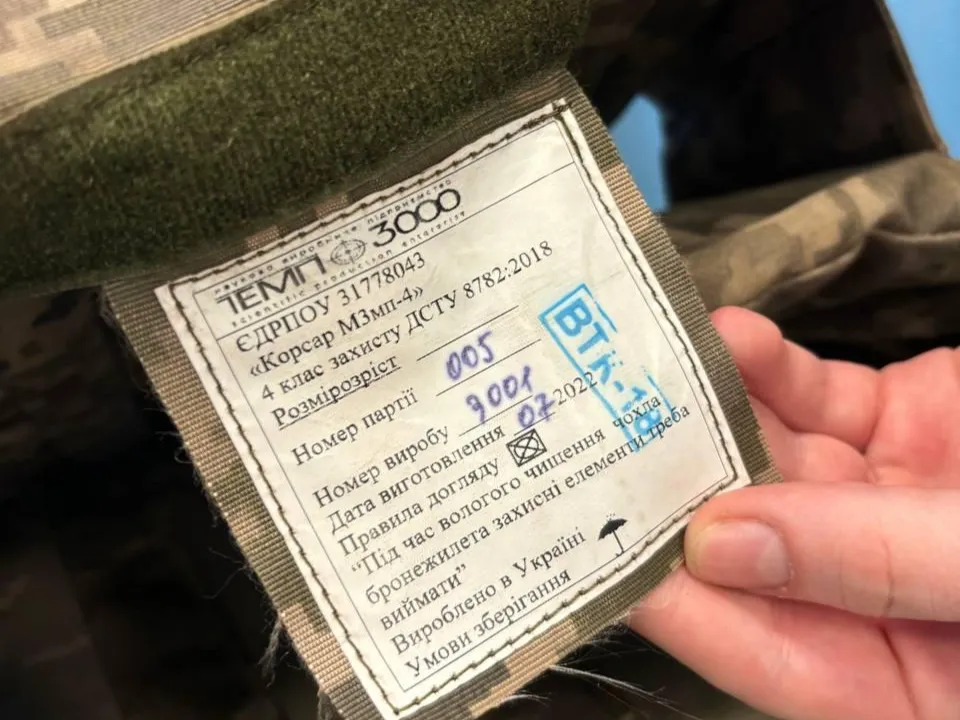 науково виробниче підприємство
ТЕМП 3000
scientific production enterprise
ЄДРПОУ 31778043
«Корсар М3мп-4»
4 клас захисту ДСТУ 8782:2018
Розмірозріст
Номер партії 005
Номер виробу 9001
Дата виготовлення 07 2022
Правила догляду
“Під час вологого чищення чохла
бронежилета захисні елементи треба
виймати”
Вироблено в Україні
Умови зберігання
ВТК-18